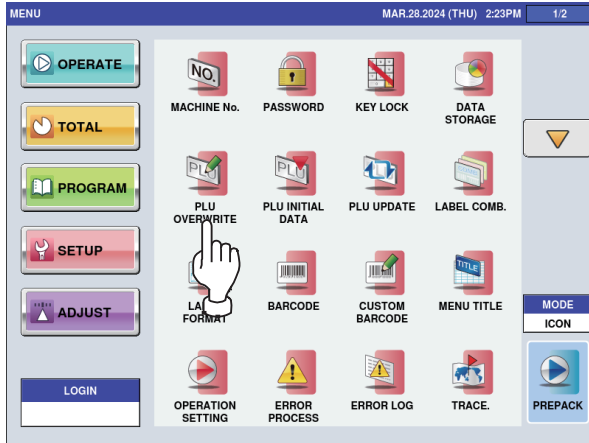 MENU
MAR.28.2024 (THU) 2:23PM
1/2
OPERATE
TOTAL
PROGRAM
SETUP
ADJUST
LOGIN
NO.
MACHINE No.
PASSWORD
KEY LOCK
DATA
STORAGE
PLU
PLU
OVERWRITE
PLU
PLU INITIAL
DATA
PLU UPDATE
LABEL COMB.
FORMAT
BARCODE
CUSTOM
BARCODE
TITLE
MENU TITLE
OPERATION
SETTING
ERROR
PROCESS
ERROR LOG
TRACE.
MODE
ICON
PREPACK